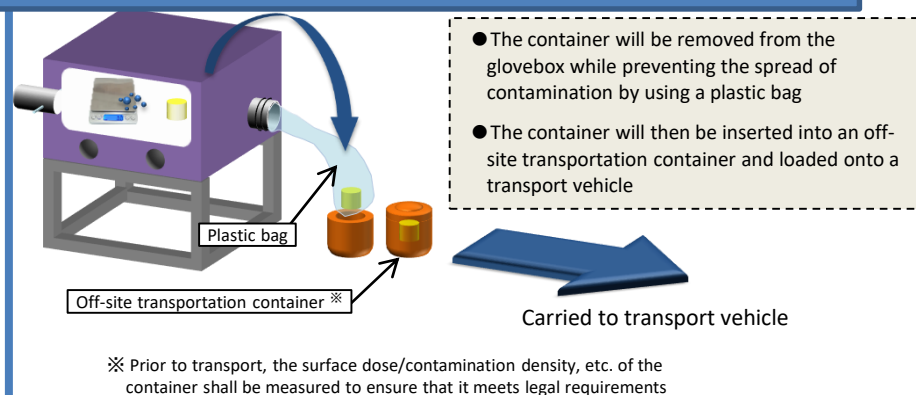 ● The container will be removed from the
glovebox while preventing the spread of
contamination by using a plastic bag
● The container will then be inserted into an off-
site transportation container and loaded onto a
transport vehicle
Plastic bag
Off-site transportation container ※
Carried to transport vehicle
※ Prior to transport, the surface dose/contamination density, etc. of the
container shall be measured to ensure that it meets legal requirements